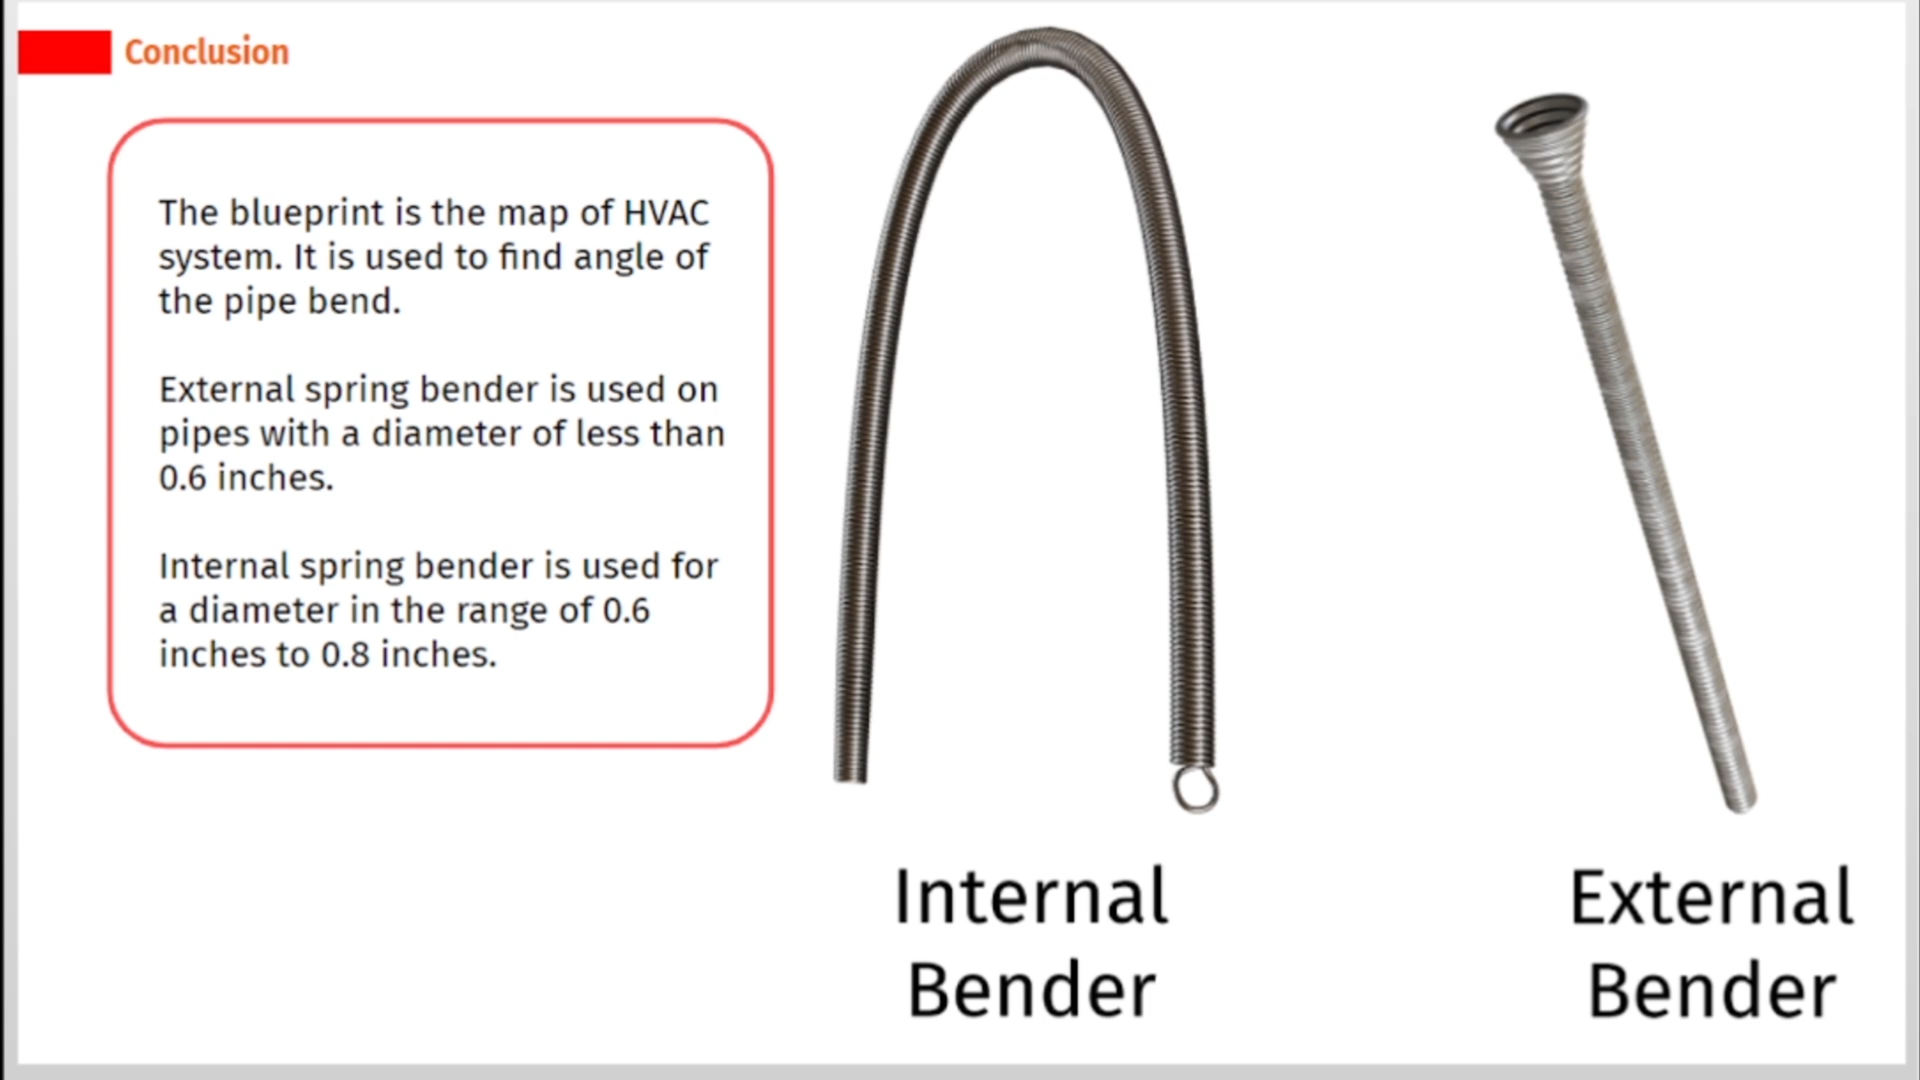 Conclusion
The blueprint is the map of HVAC
system. It is used to find angle of
the pipe bend.
External spring bender is used on
pipes with a diameter of less than
0.6 inches.
Internal spring bender is used for
a diameter in the range of 0.6
inches to 0.8 inches.
Internal
Bender
External
Bender